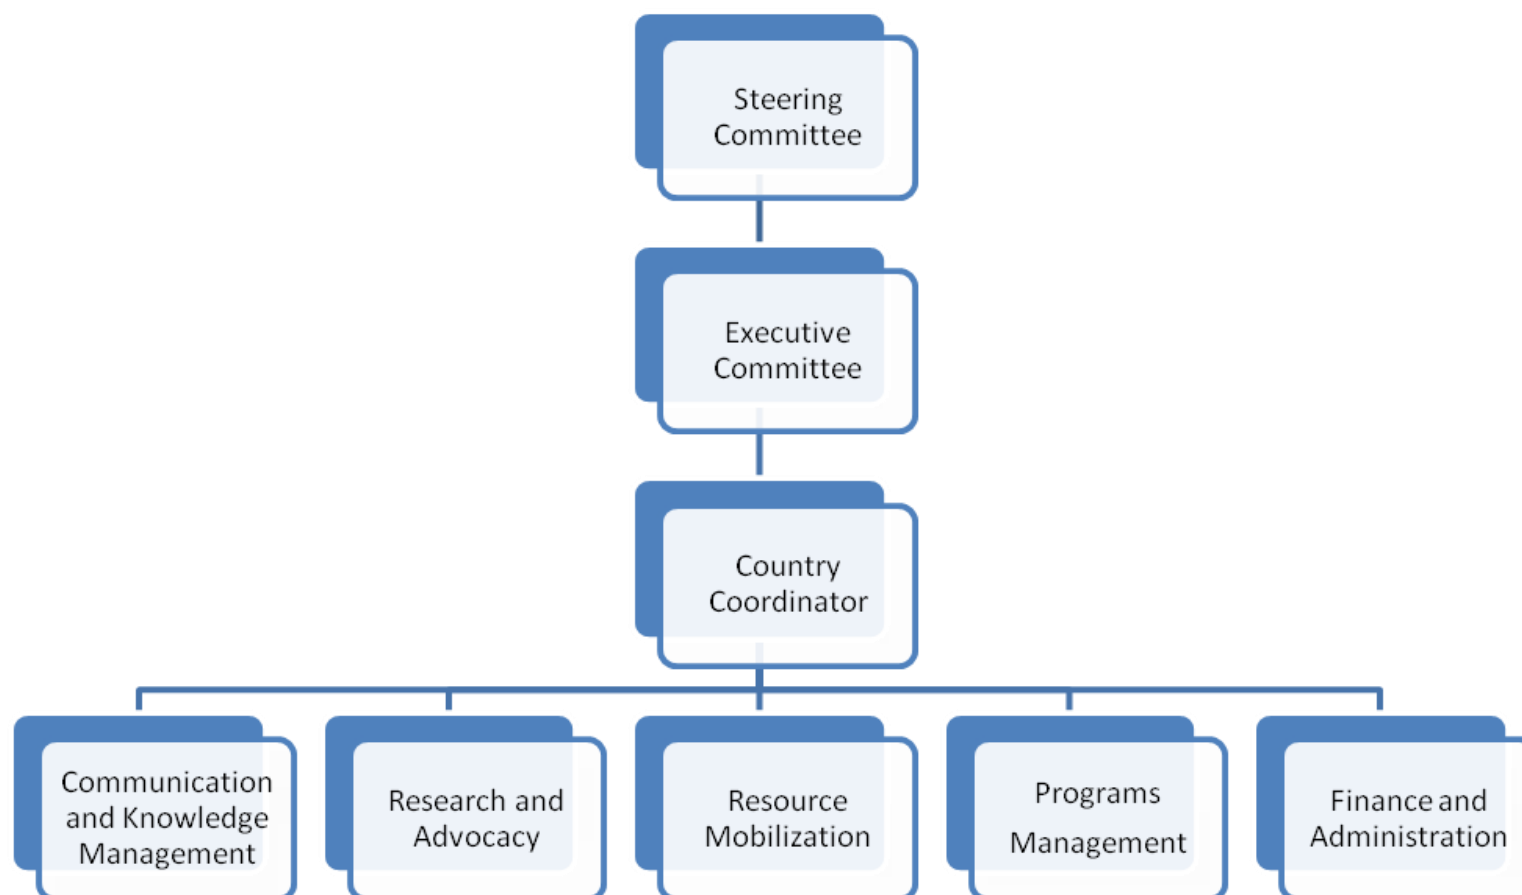 Steering
Committee
Executive
Committee
Country
Coordinator
Communication
and Knowledge
Management
Research and
Advocacy
Resource
Mobilization
Programs
Management
Finance and
Administration